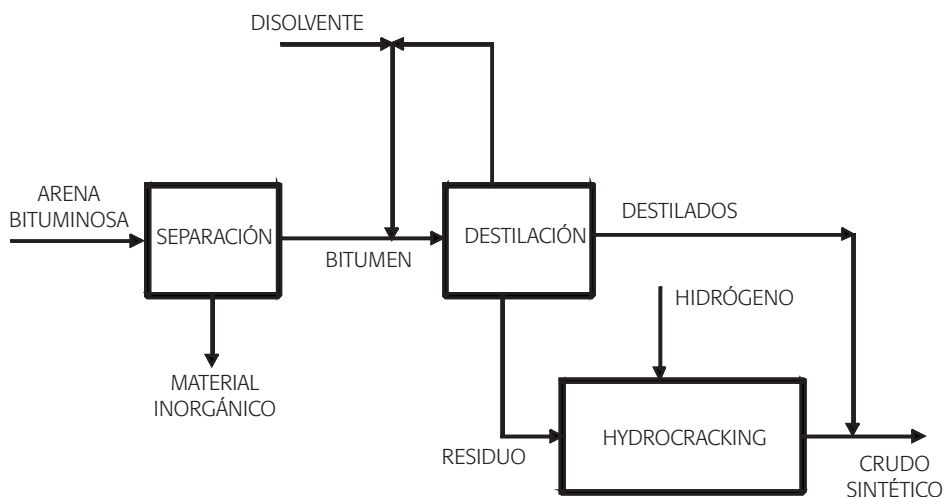 DISOLVENTE
ARENA
BITUMINOSA
SEPARACIÓN
BITUMEN
DESTILACIÓN
DESTILADOS
HIDRÓGENO
MATERIAL
INORGÁNICO
RESIDUO
HYDROCRACKING
CRUDO
SINTÉTICO